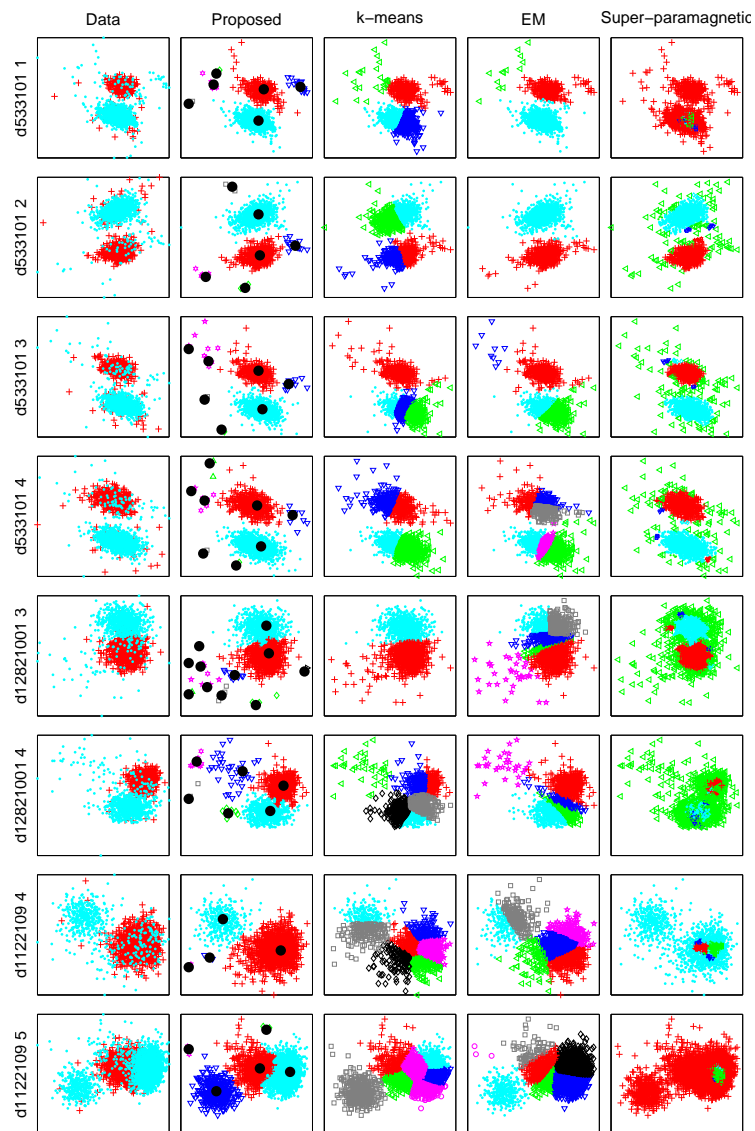 Data Proposed k−means EM Super−paramagnetic
d533101 1
d533101 2
d533101 3
d533101 4
d12821001 3
d12821001 4
d1122109 4
d1122109 5